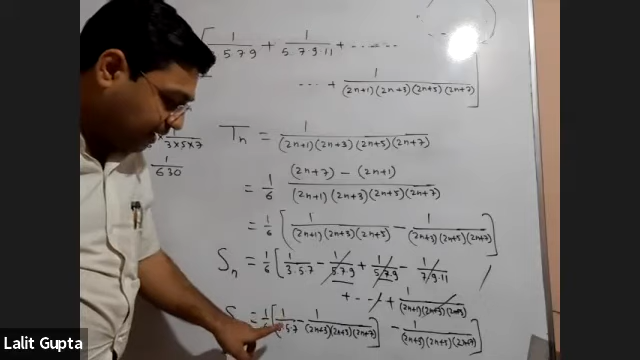 [ 1/5·7·9 + 1/5·7·9·11 + ......
... + 1/(2n+1)(2n+3)(2n+5)(2n+7) ]
Tn = 1/(2n+1)(2n+3)(2n+5)(2n+7)
1/3×5×7
1/630
= 1/6 (2n+7) - (2n+1)/(2n+1)(2n+3)(2n+5)(2n+7)
= 1/6 [ 1/(2n+1)(2n+3)(2n+5) - 1/(2n+3)(2n+5)(2n+7) ]
Sn = 1/6 [ 1/3·5·7 - 1/5·7·9 + 1/5·7·9 - 1/7·9·11
+ ... + 1/(2n+1)(2n+3)(2n+5)
- 1/(2n+3)(2n+5)(2n+7) ]
= 1/6 [ 1/ 5·7 - 1/(2n+3)(2n+5)(2n+7) ]
Lalit Gupta